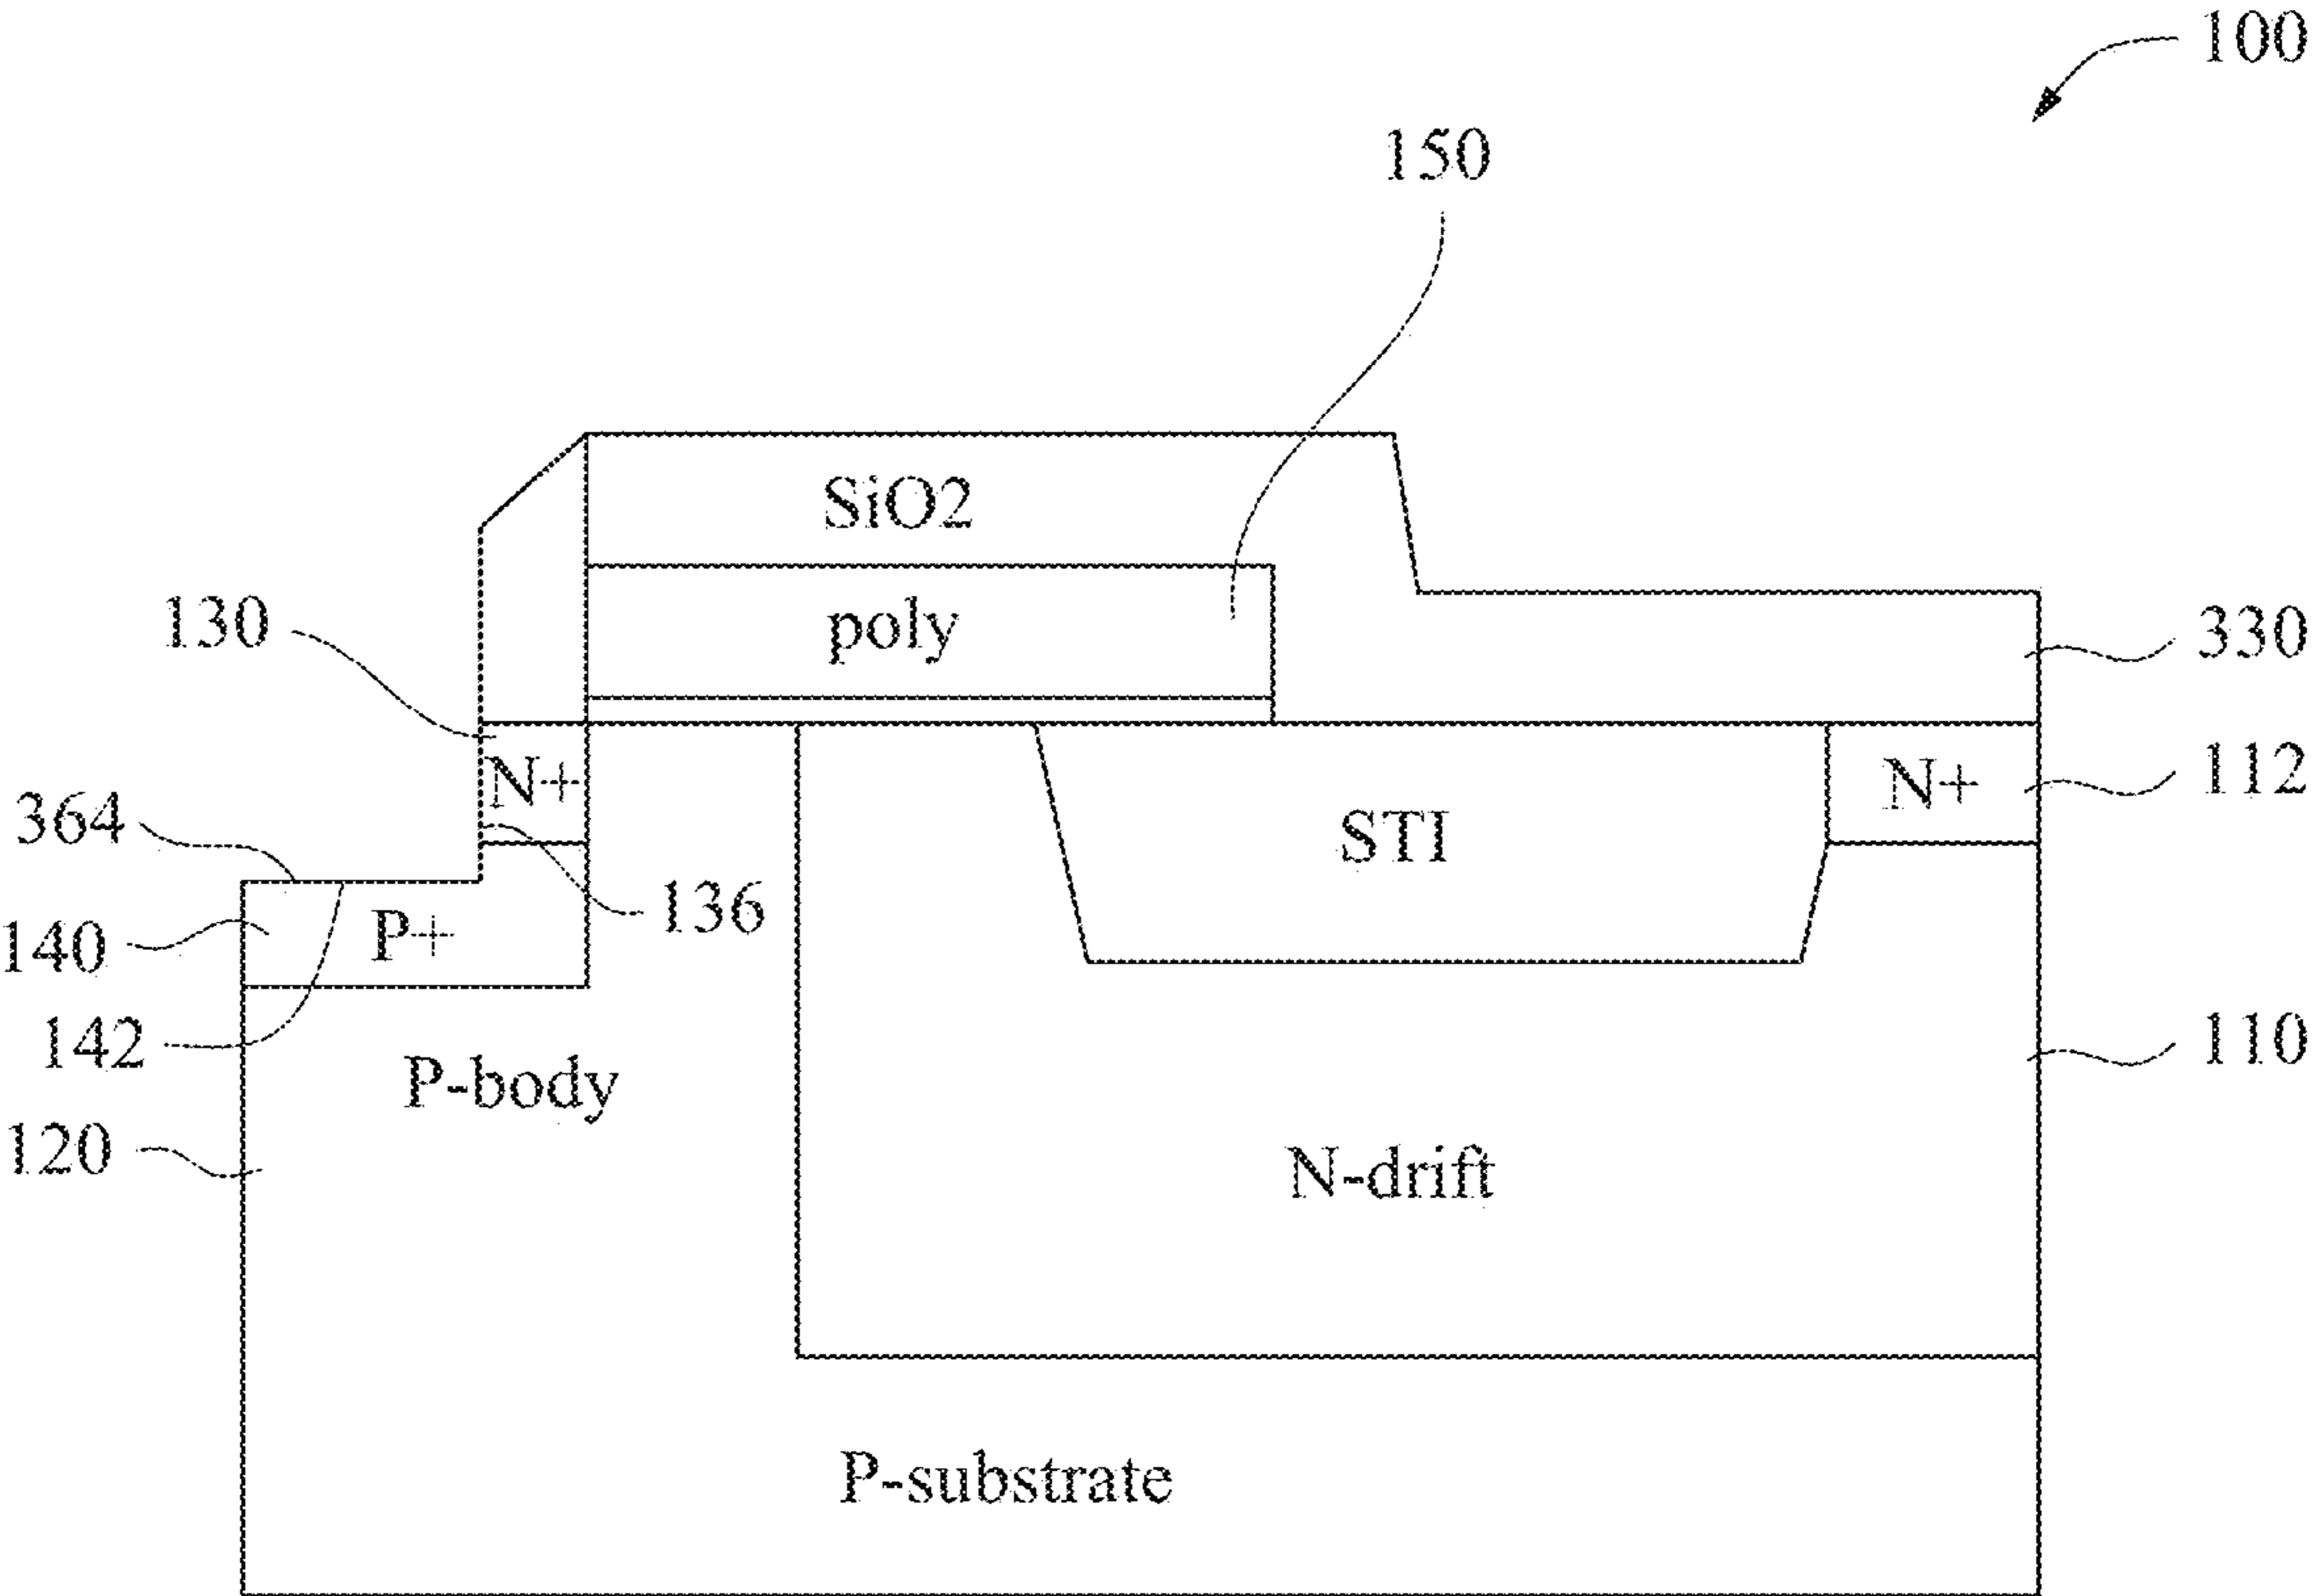 100
150
SiO2
130
poly
330
N+
N+
112
364
STI
136
P+
140
142
P-body
110
120
N-drift
P-substrate